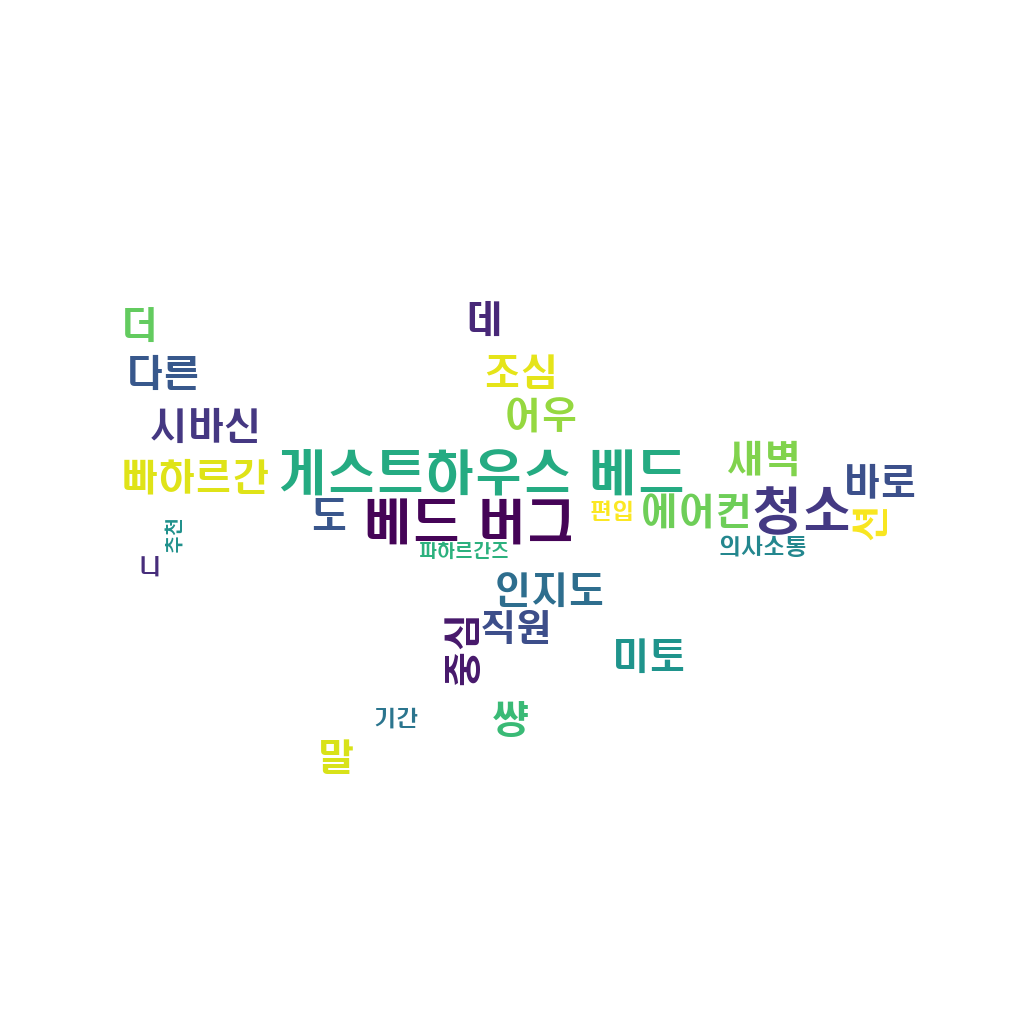 더
데
다른
조심
시바신
어우
빠하르간
게스트하우스 베드
새벽
바로
도
베드 버그
편입
에어컨
청소
션
추천
니
파하르간즈
의사소통
인지도
중심
직원
미토
기간
썅
말